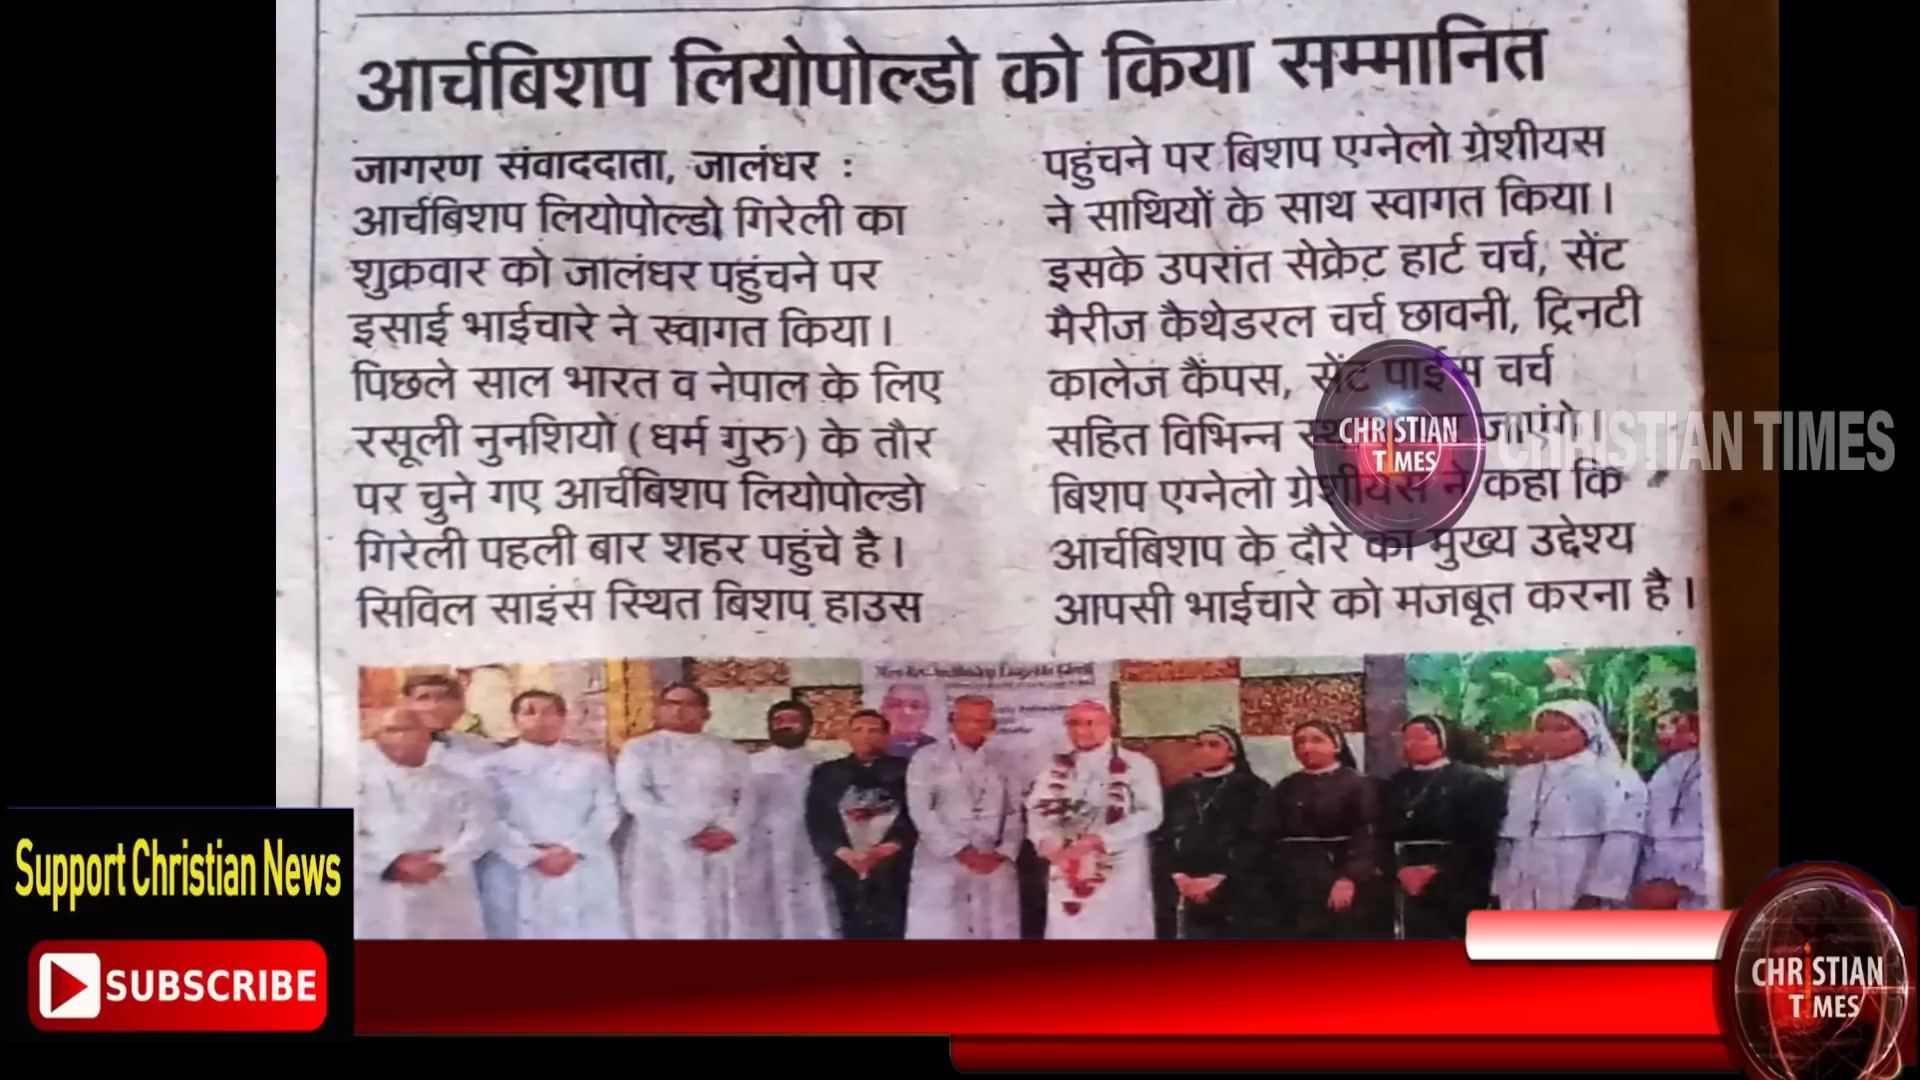 आर्चबिशप लियोपोल्डो को किया सम्मानित
जागरण संवाददाता, जालंधर :
आर्चबिशप लियोपोल्डो गिरेली का
शुक्रवार को जालंधर पहुंचने पर
इसाई भाईचारे ने स्वागत किया।
पिछले साल भारत व नेपाल के लिए
रसूली नुनशियो (धर्म गुरु) के तौर
पर चुने गए आर्चबिशप लियोपोल्डो
गिरेली पहली बार शहर पहुंचे है।
सिविल साइंस स्थित बिशप हाउस
पहुंचने पर बिशप एग्नेलो ग्रेशीयस
ने साथियों के साथ स्वागत किया।
इसके उपरांत सेक्रेट हार्ट चर्च, सेंट
मैरीज कैथेडरल चर्च छावनी, ट्रिनटी
कालेज कैंपस, सेंट चर्च
सहित विभिन्न जाएंगे।
बिशप एग्नेलो ग्रेशीयस ने कहा कि
आर्चबिशप के दौरे का मुख्य उद्देश्य
आपसी भाईचारे को मजबूत करना है।
CHRISTIAN
TIMES
CHRISTIAN TIMES
Support Christian News
SUBSCRIBE
CHRISTIAN
TIMES